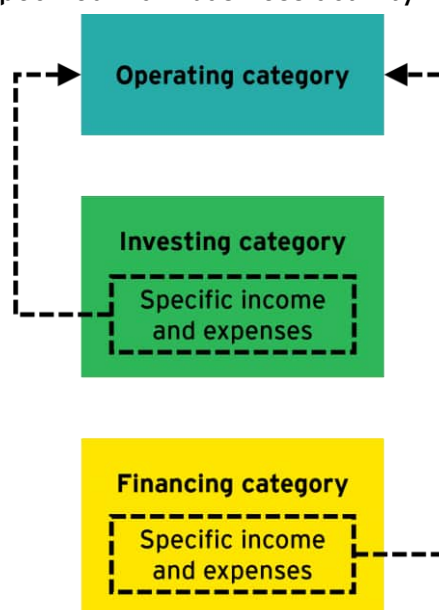 Operating category
Investing category
Specific income
and expenses
Financing category
Specific income
and expenses